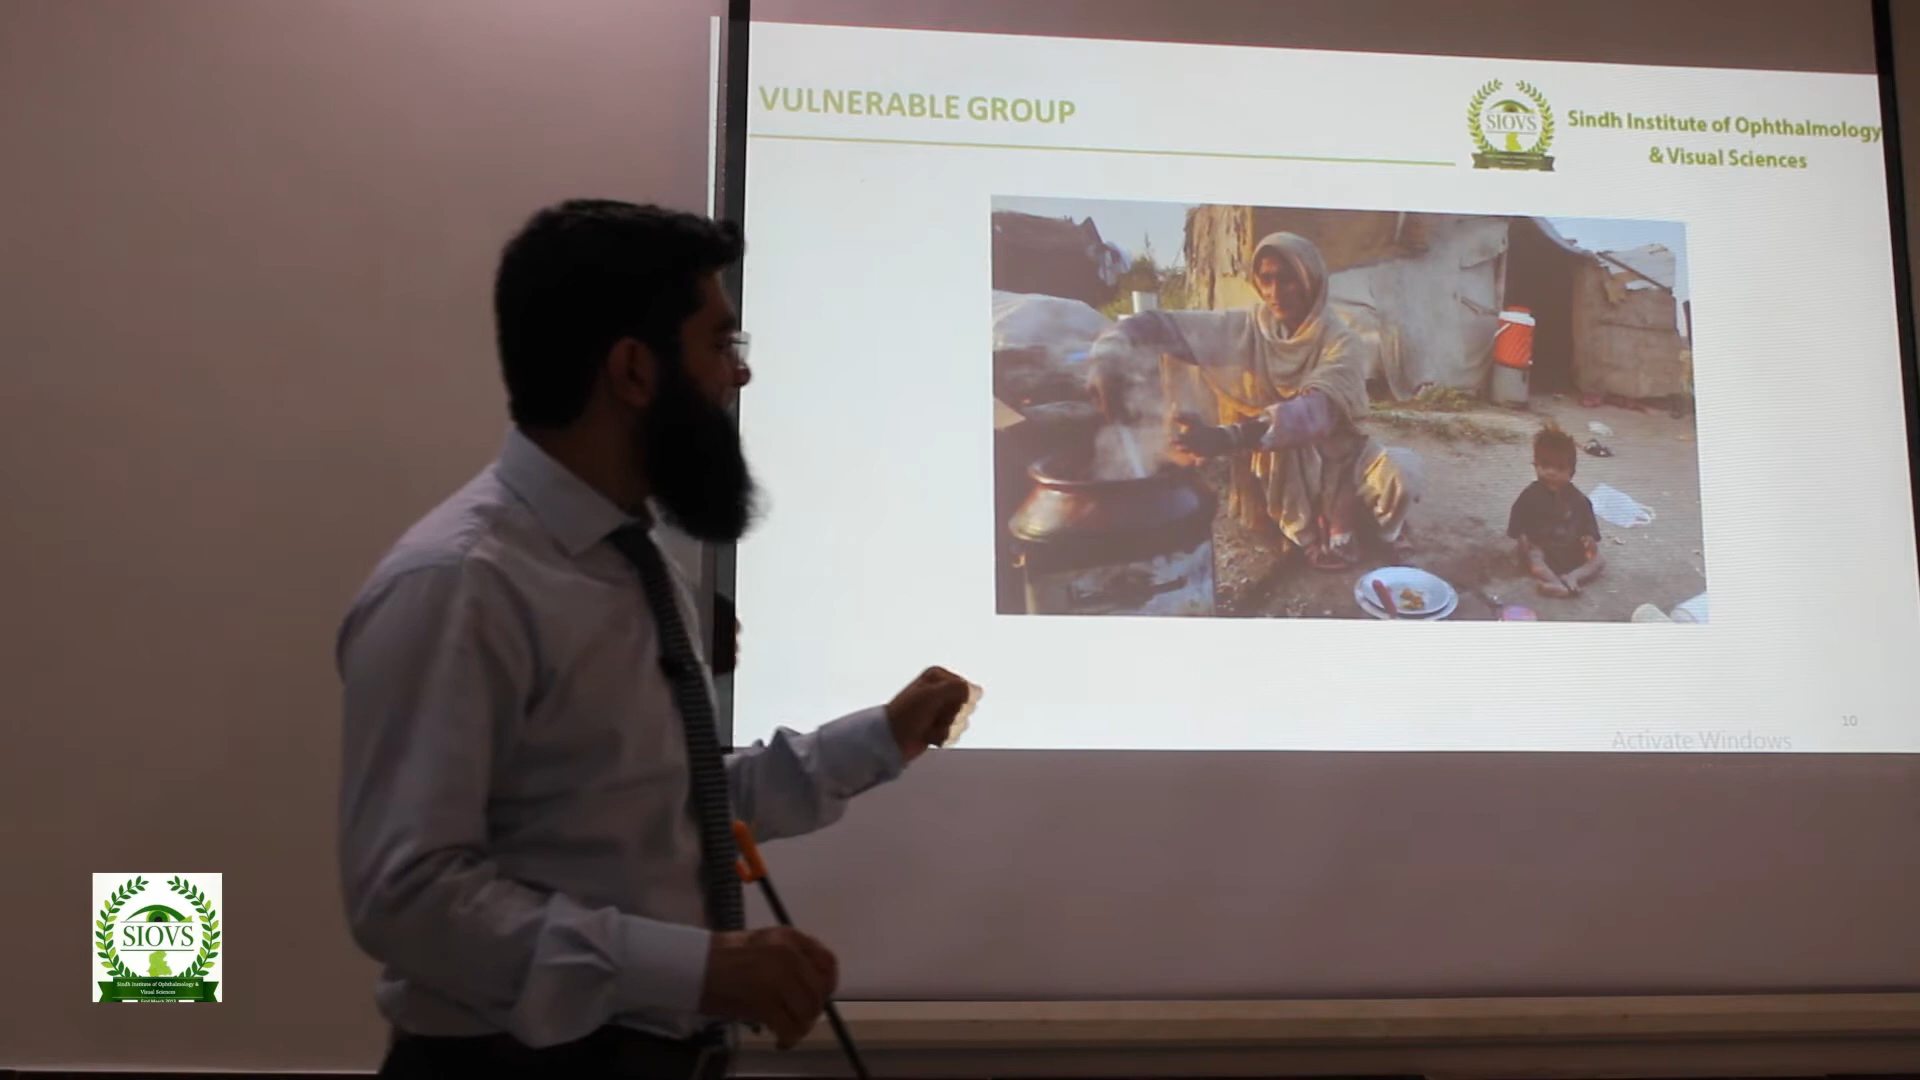 VULNERABLE GROUP
SIOVS
Sindh Institute of Ophthalmology
& Visual Sciences
10
Activate Windows
SIOVS
Sindh Institute of Ophthalmology &
Visual Sciences